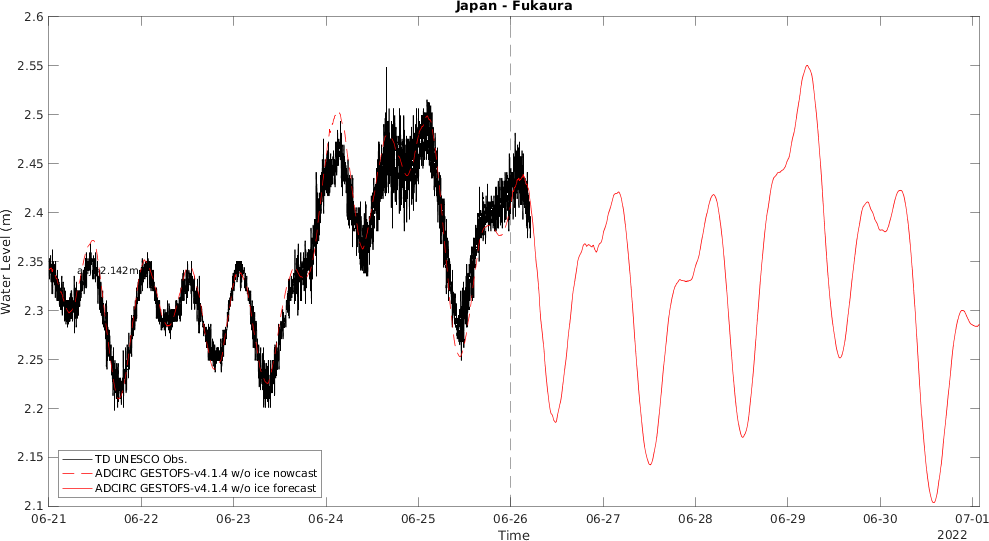 Japan - Fukaura
2.6
2.55
2.5
2.45
2.4
2.35
2.3
2.25
2.2
2.15
2.1
Water Level (m)
2.142m
TD UNESCO Obs.
ADCIRC GESTOFS-v4.1.4 w/o ice nowcast
ADCIRC GESTOFS-v4.1.4 w/o ice forecast
06-21 06-22 06-23 06-24 06-25 06-26 06-27 06-28 06-29 06-30 07-01
Time
2022